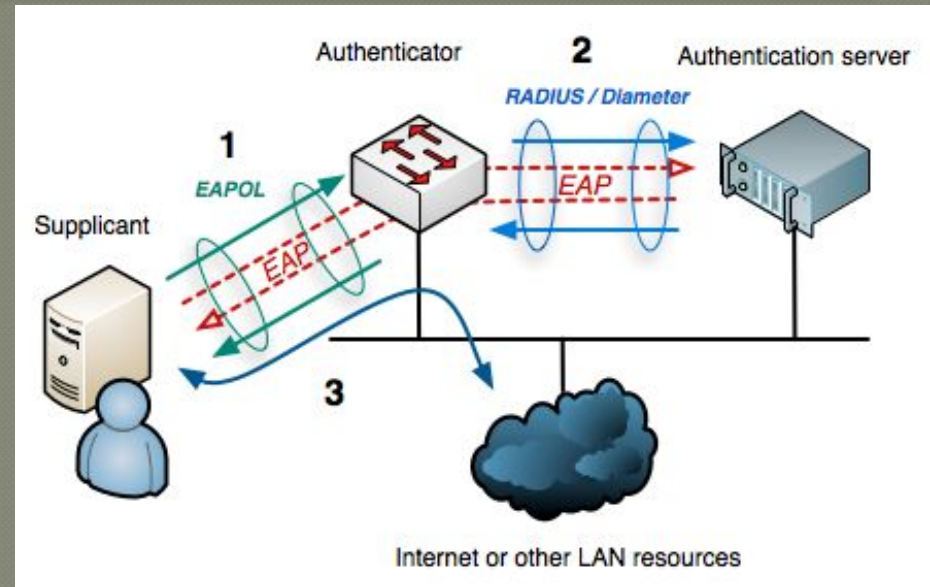 Authenticator
2
Authentication server
RADIUS / Diameter
1
EAPOL
EAP
Supplicant
EAP
3
Internet or other LAN resources